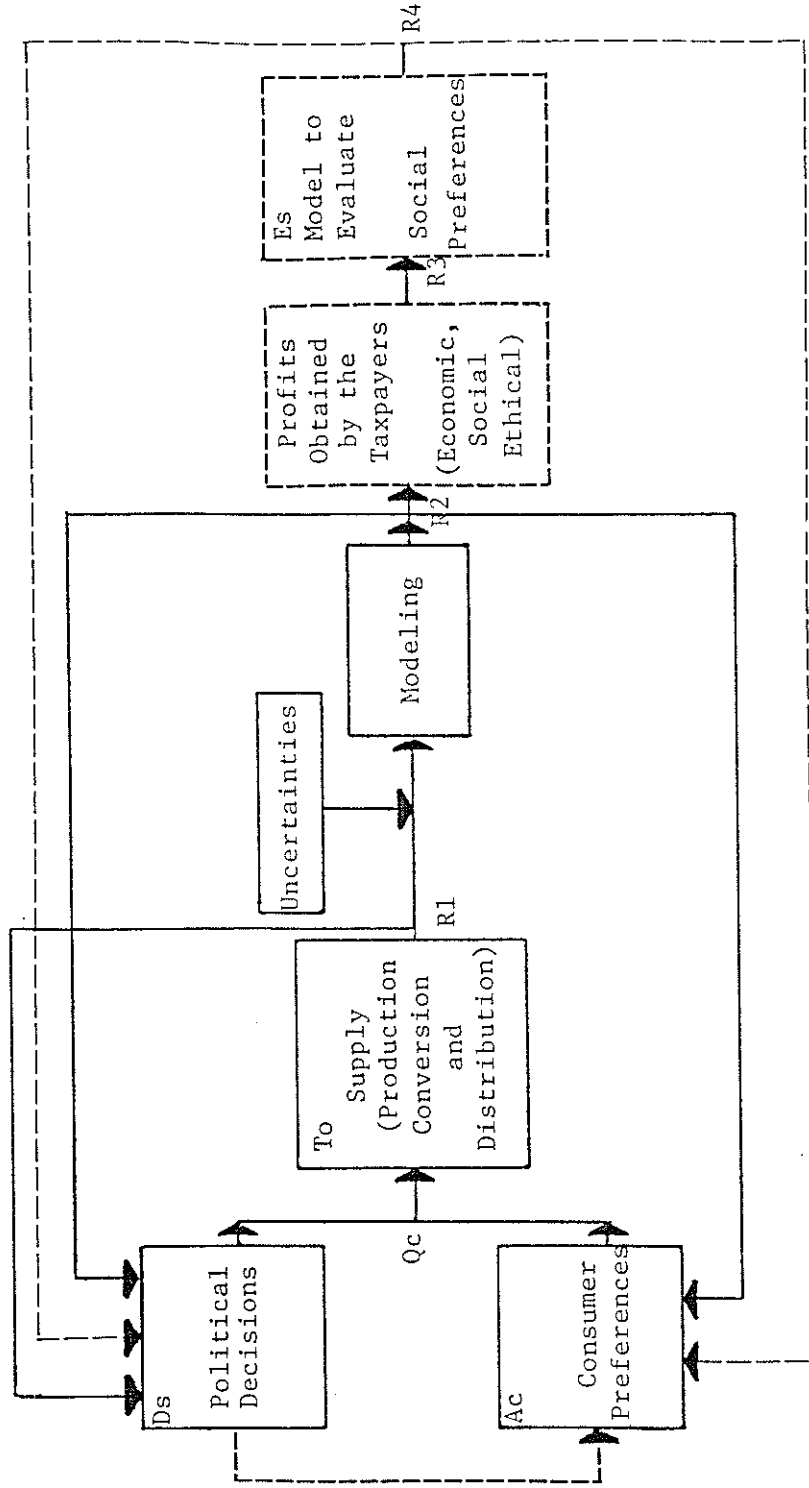 Ds
Political
Decisions
Ac
Consumer
Preferences
Qc
To
Supply
(Production
Conversion
and
Distribution)
R1
Uncertainties
Modeling
R2
Profits
Obtained
by the
Taxpayers
(Economic,
Social
Ethical)
R3
Es
Model to
Evaluate
Social
Preferences
R4